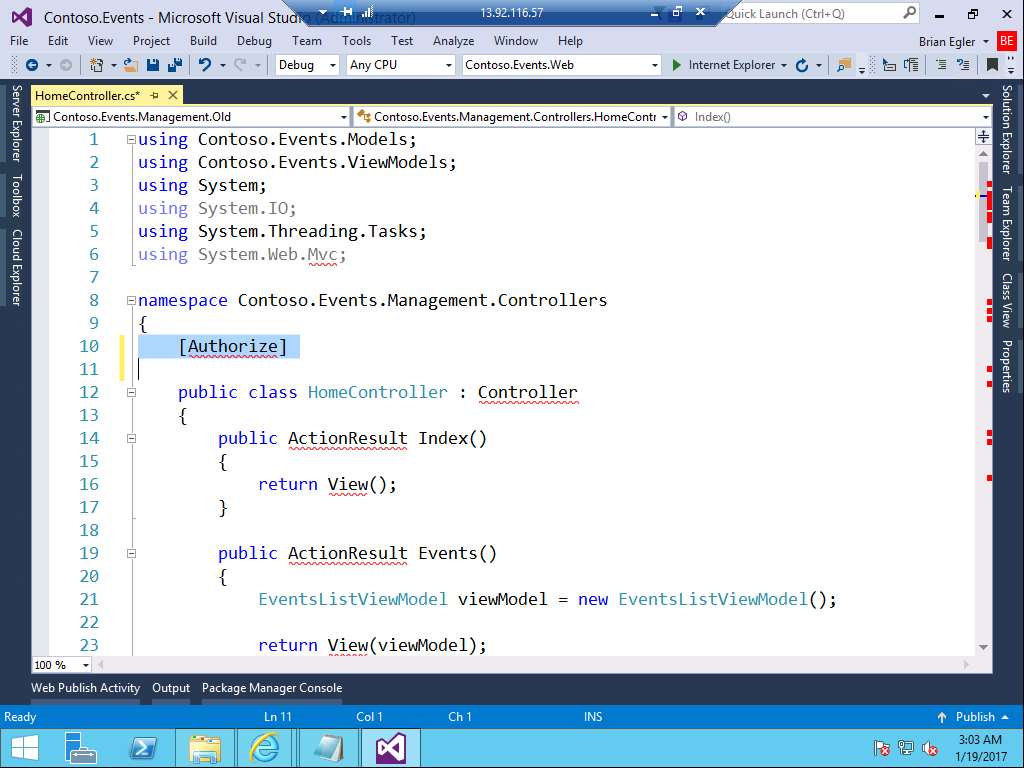 Contoso.Events - Microsoft Visual Studio (Administrator)
13.92.116.57
Quick Launch (Ctrl+Q)
File Edit View Project Build Debug Team Tools Test Analyze Window Help
Brian Egler BE
Debug Any CPU Contoso.Events.Web Internet Explorer
HomeController.cs*
Contoso.Events.Management.Old Contoso.Events.Management.Controllers.HomeContr Index()
Server Explorer
Toolbox
Cloud Explorer
Solution Explorer
Team Explorer
Class View
Properties
1 using Contoso.Events.Models;
2 using Contoso.Events.ViewModels;
3 using System;
4 using System.IO;
5 using System.Threading.Tasks;
6 using System.Web.Mvc;
7
8 namespace Contoso.Events.Management.Controllers
9 {
10 [Authorize]
11
12 public class HomeController : Controller
13 {
14 public ActionResult Index()
15 {
16 return View();
17 }
18
19 public ActionResult Events()
20 {
21 EventsListViewModel viewModel = new EventsListViewModel();
22
23 return View(viewModel);
100 %
Web Publish Activity Output Package Manager Console
Ready Ln 11 Col 1 Ch 1 INS Publish
3:03 AM
1/19/2017